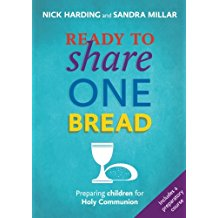 NICK HARDING and SANDRA MILLAR
READY TO
share
ONE
BREAD
Preparing children for
Holy Communion
Includes a
preparatory
course